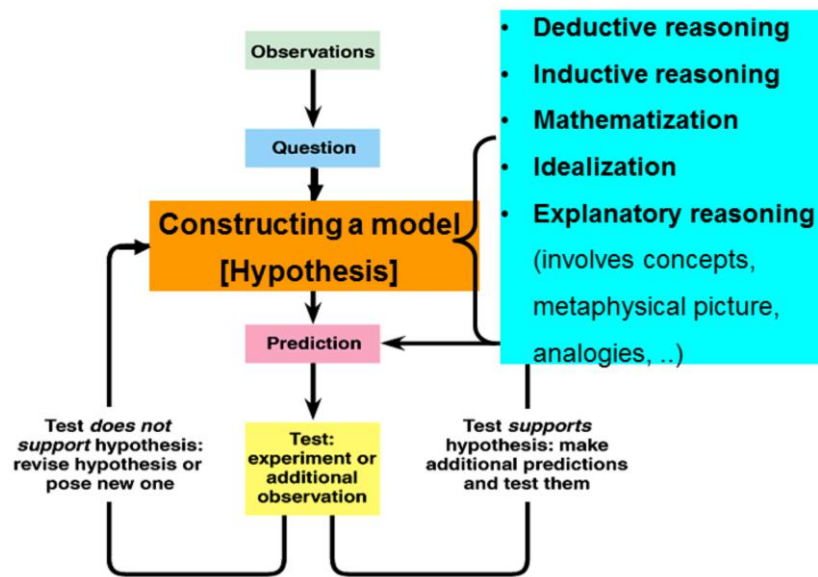 Observations
Question
Constructing a model
[Hypothesis]
Prediction
Test:
experiment or
additional
observation
Test does not
support hypothesis:
revise hypothesis or
pose new one
Test supports
hypothesis: make
additional predictions
and test them
• Deductive reasoning
• Inductive reasoning
• Mathematization
• Idealization
• Explanatory reasoning
(involves concepts,
metaphysical picture,
analogies, ..)